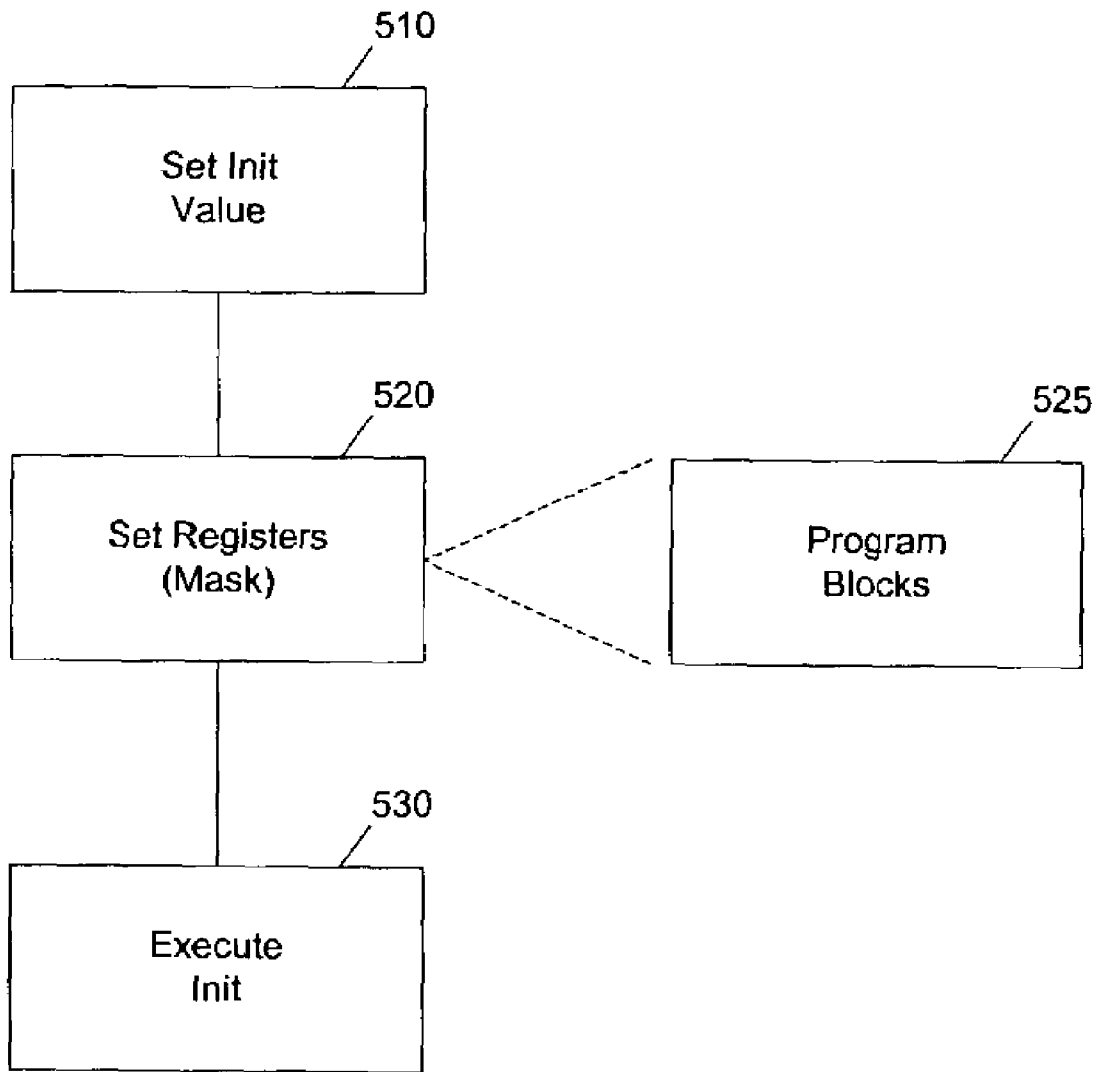 510
Set Init
Value
520
Set Registers
(Mask)
525
Program
Blocks
530
Execute
Init